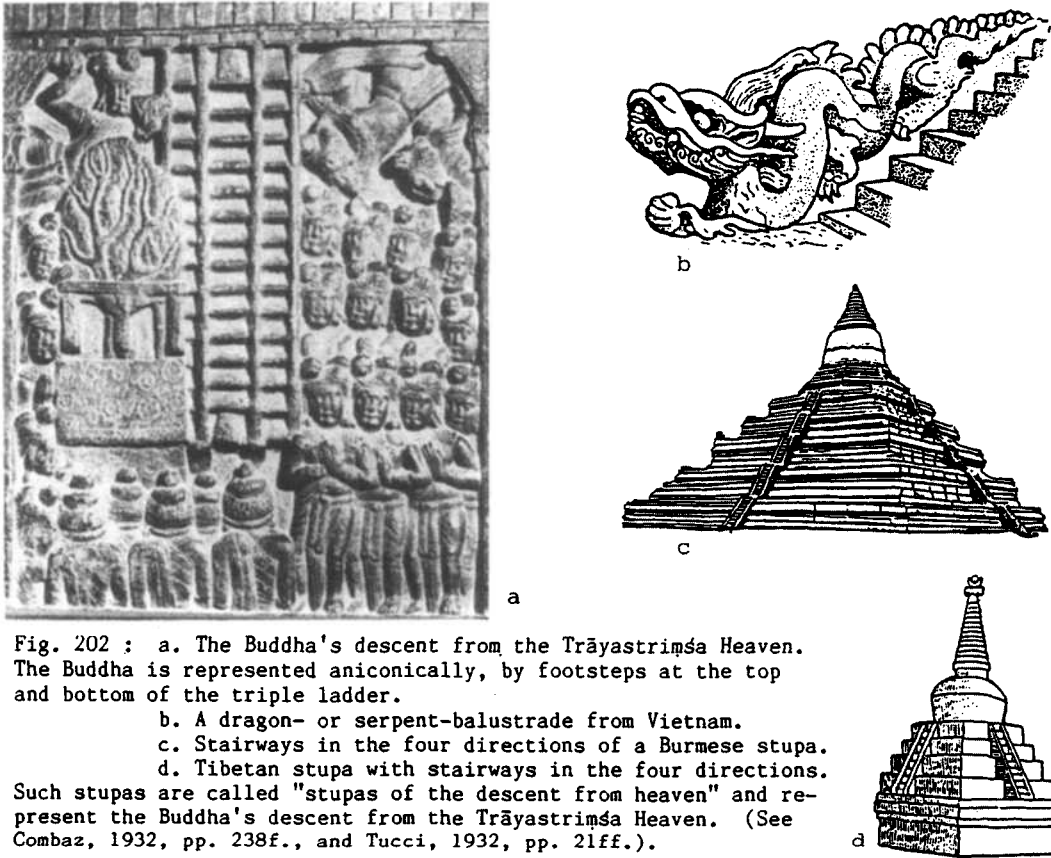 a
b
c
d
Fig. 202 : a. The Buddha's descent from the Trāyastriṃśa Heaven.
The Buddha is represented aniconically, by footsteps at the top
and bottom of the triple ladder.
b. A dragon- or serpent-balustrade from Vietnam.
c. Stairways in the four directions of a Burmese stupa.
d. Tibetan stupa with stairways in the four directions.
Such stupas are called "stupas of the descent from heaven" and re-
present the Buddha's descent from the Trāyastriṃśa Heaven. (See
Combaz, 1932, pp. 238f., and Tucci, 1932, pp. 21ff.).